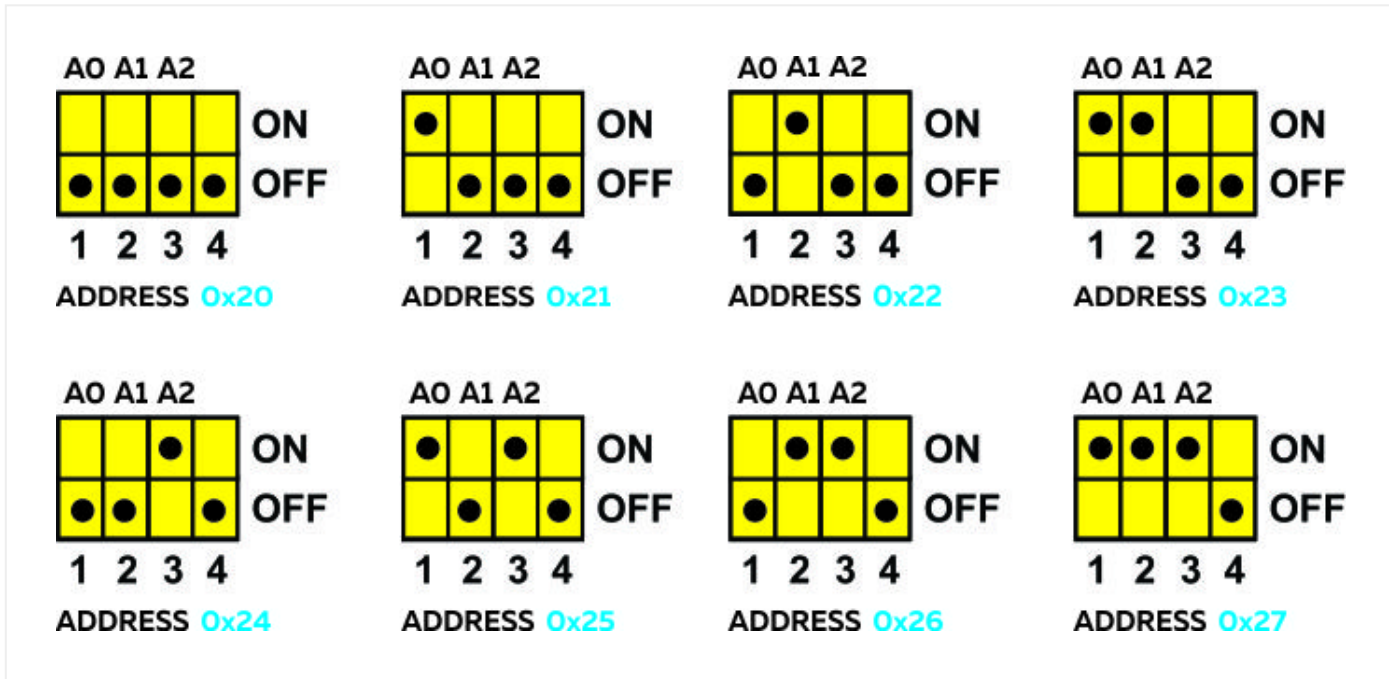 A0 A1 A2
ON
OFF
1 2 3 4
ADDRESS 0x20
A0 A1 A2
ON
OFF
1 2 3 4
ADDRESS 0x21
A0 A1 A2
ON
OFF
1 2 3 4
ADDRESS 0x22
A0 A1 A2
ON
OFF
1 2 3 4
ADDRESS 0x23
A0 A1 A2
ON
OFF
1 2 3 4
ADDRESS 0x24
A0 A1 A2
ON
OFF
1 2 3 4
ADDRESS 0x25
A0 A1 A2
ON
OFF
1 2 3 4
ADDRESS 0x26
A0 A1 A2
ON
OFF
1 2 3 4
ADDRESS 0x27